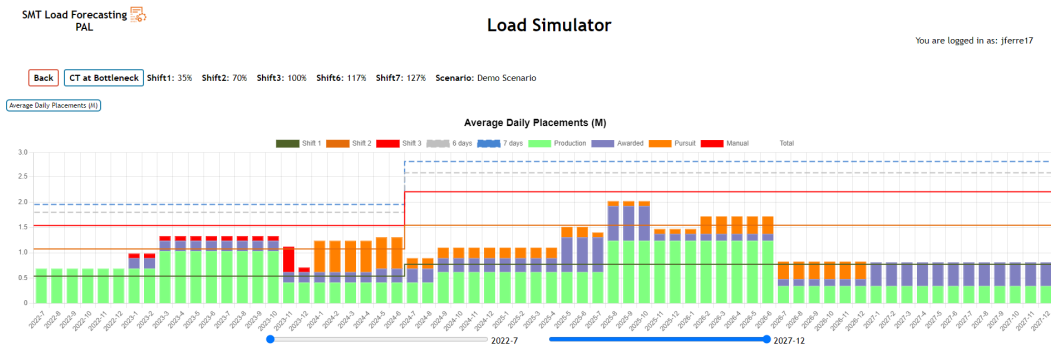 SMT Load Forecasting
PAL
Load Simulator
You are logged in as: jferre17
Back CT at Bottleneck Shift1: 35% Shift2: 70% Shift3: 100% Shift6: 117% Shift7: 127% Scenario: Demo Scenario
Average Daily Placements (M)
Average Daily Placements (M)
Shift 1 Shift 2 Shift 3 6 days 7 days Production Awarded Pursuit Manual Total
3.0
2.5
2.0
1.5
1.0
0.5
0
2022-7 2022-8 2022-9 2022-10 2022-11 2022-12 2023-1 2023-2 2023-3 2023-4 2023-5 2023-6 2023-7 2023-8 2023-9 2023-10 2023-11 2023-12 2024-1 2024-2 2024-3 2024-4 2024-5 2024-6 2024-7 2024-8 2024-9 2024-10 2024-11 2024-12 2025-1 2025-2 2025-3 2025-4 2025-5 2025-6 2025-7 2025-8 2025-9 2025-10 2025-11 2025-12 2026-1 2026-2 2026-3 2026-4 2026-5 2026-6 2026-7 2026-8 2026-9 2026-10 2026-11 2026-12 2027-1 2027-2 2027-3 2027-4 2027-5 2027-6 2027-7 2027-8 2027-9 2027-10 2027-11 2027-12
2022-7 2027-12